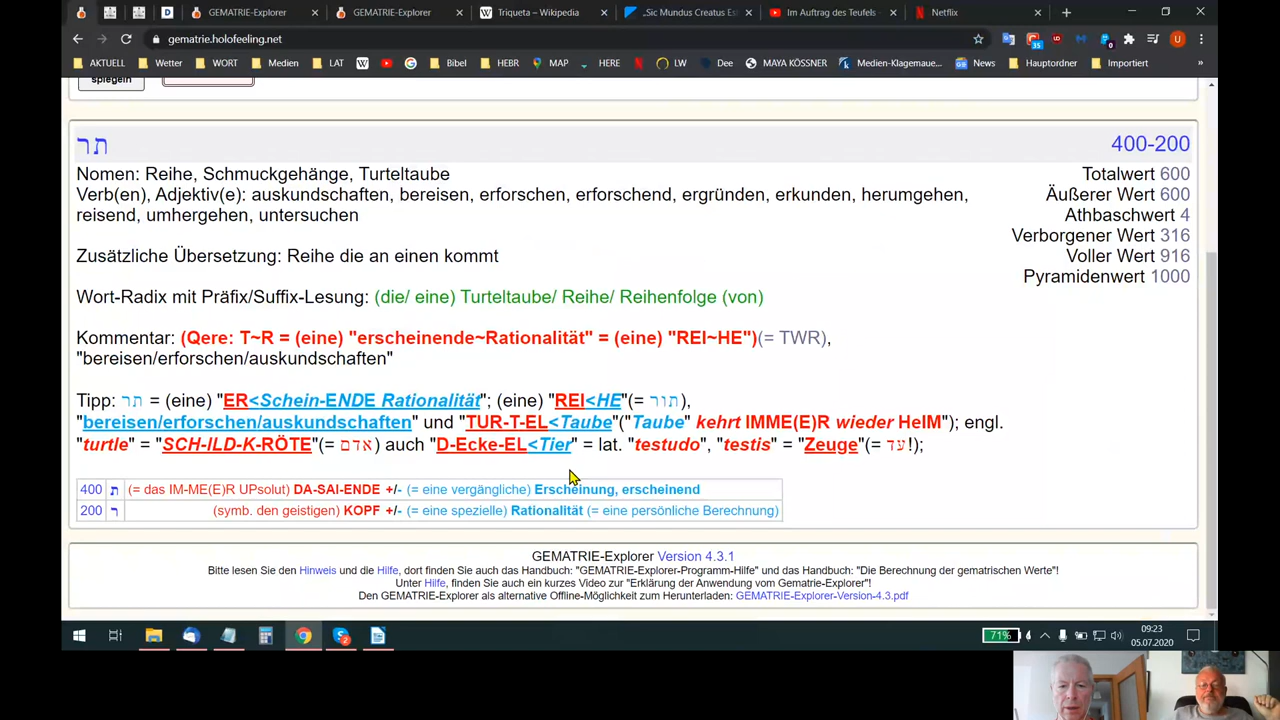 GEMATRIE-Explorer × GEMATRIE-Explorer × Triqueta – Wikipedia × „Sic Mundus Creatus Es × Im Auftrag des Teufels × Netflix × +
gematrie.holofeeling.net
AKTUELL Wetter WORT Medien LAT Bibel HEBR MAP HERE LW Dee MAYA KÖSSNER Medien-Klagemaue... News Hauptordner Importiert »
spiegeln
תר 400-200
Nomen: Reihe, Schmuckgehänge, Turteltaube
Totalwert 600
Verb(en), Adjektiv(e): auskundschaften, bereisen, erforschen, erforschend, ergründen, erkunden, herumgehen,
Äußerer Wert 600
reisend, umhergehen, untersuchen
Athbaschwert 4
Verborgener Wert 316
Zusätzliche Übersetzung: Reihe die an einen kommt
Voller Wert 916
Pyramidenwert 1000
Wort-Radix mit Präfix/Suffix-Lesung: (die/ eine) Turteltaube/ Reihe/ Reihenfolge (von)
Kommentar: (Qere: T~R = (eine) "erscheinende~Rationalität" = (eine) "REI~HE")(= TWR),
"bereisen/erforschen/auskundschaften"
Tipp: תר = (eine) "ER<Schein-ENDE Rationalität"; (eine) "REI<HE"(= תור),
"bereisen/erforschen/auskundschaften" und "TUR-T-EL<Taube"("Taube" kehrt IMME(E)R wieder HeIM"); engl.
"turtle" = "SCH-ILD-K-RÖTE"(= אדם) auch "D-Ecke-EL<Tier" = lat. "testudo", "testis" = "Zeuge"(= עד!);
400 ת (= das IM-ME(E)R UPsolut) DA-SAI-ENDE +/- (= eine vergängliche) Erscheinung, erscheinend
200 ר (symb. den geistigen) KOPF +/- (= eine spezielle) Rationalität (= eine persönliche Berechnung)
GEMATRIE-Explorer Version 4.3.1
Bitte lesen Sie den Hinweis und die Hilfe, dort finden Sie auch das Handbuch: "GEMATRIE-Explorer-Programm-Hilfe" und das Handbuch: "Die Berechnung der gematrischen Werte"!
Unter Hilfe, finden Sie auch ein kurzes Video zur "Erklärung der Anwendung vom Gematrie-Explorer"!
Den GEMATRIE-Explorer als alternative Offline-Möglichkeit zum Herunterladen: GEMATRIE-Explorer-Version-4.3.pdf
71% 09:23
05.07.2020